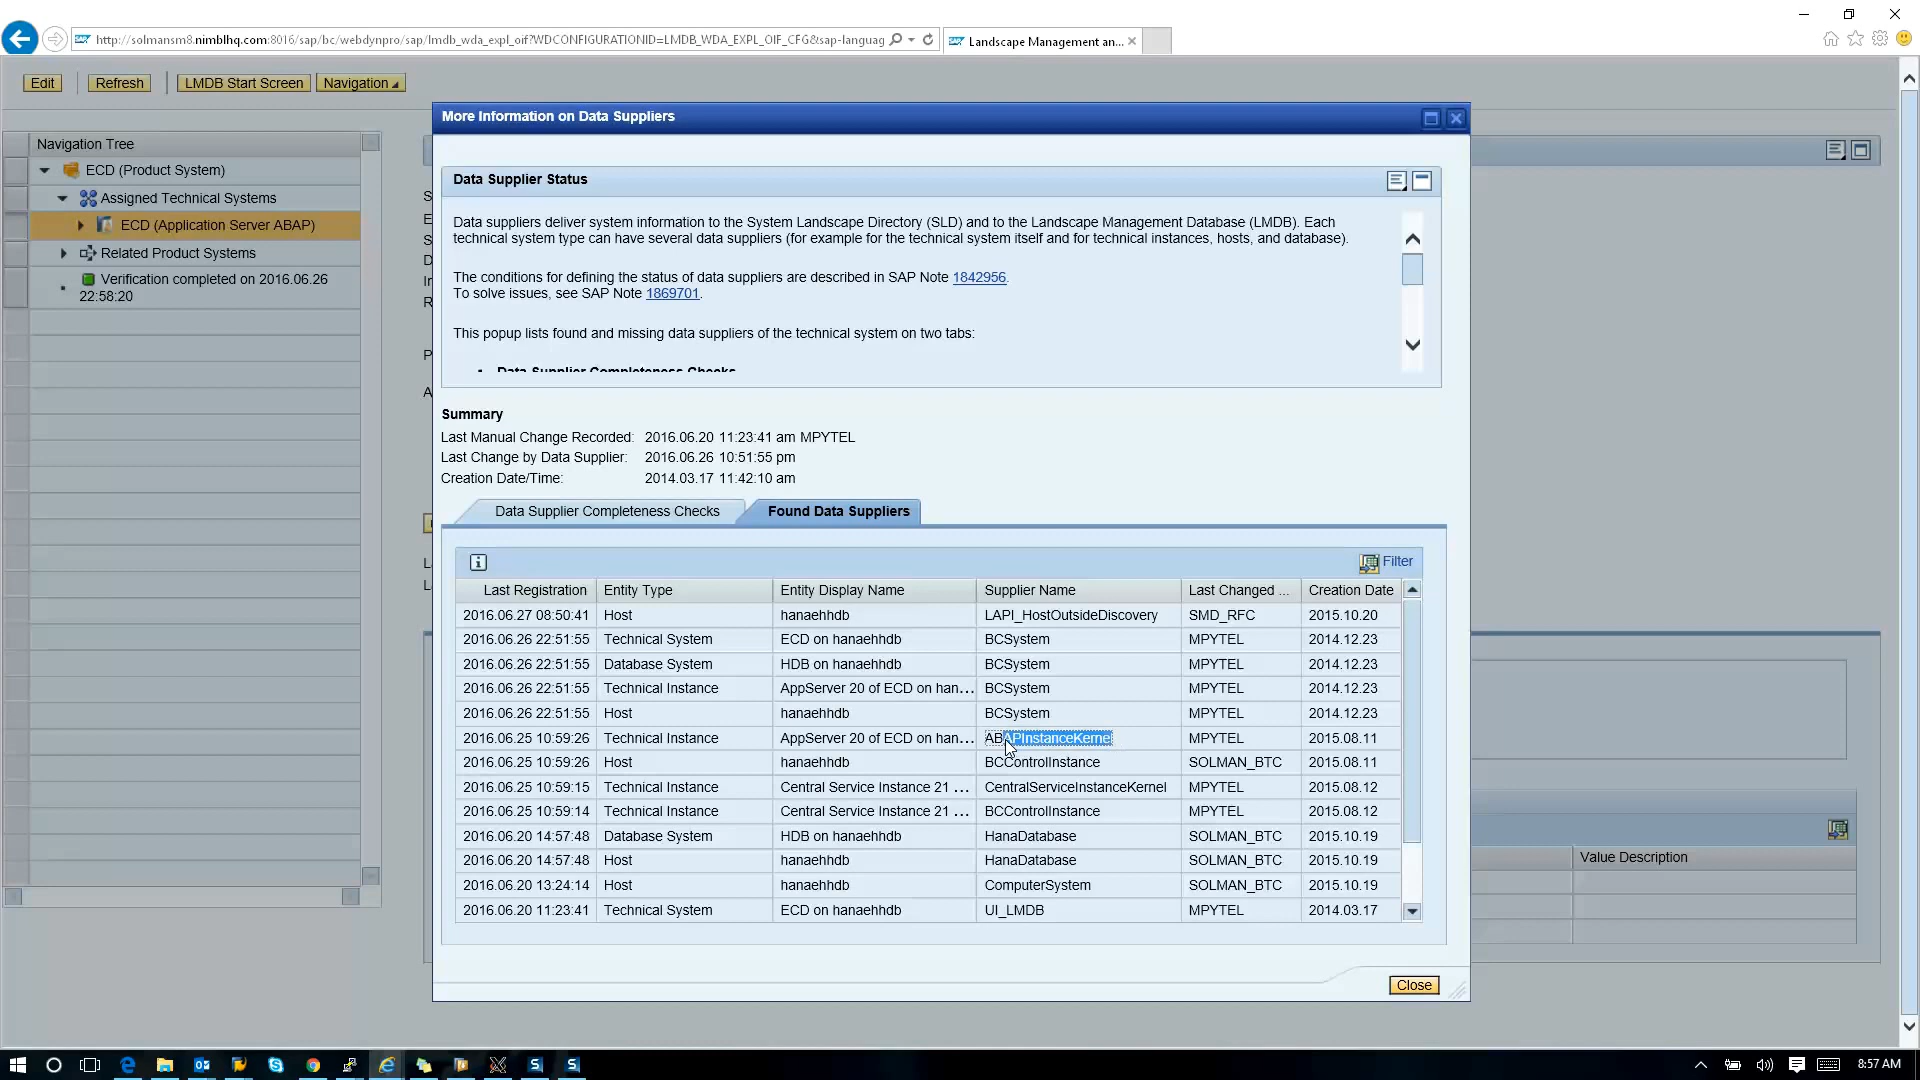 http://solmansm8.nimblhq.com:8016/sap/bc/webdynpro/sap/lmdb_wda_expl_oif?WDCONFIGURATIONID=LMDB_WDA_EXPL_OIF_CFG&sap-languag
Landscape Management an...
Edit
Refresh
LMDB Start Screen
Navigation
Navigation Tree
ECD (Product System)
Assigned Technical Systems
ECD (Application Server ABAP)
Related Product Systems
Verification completed on 2016.06.26
22:58:20
More Information on Data Suppliers
Data Supplier Status
Data suppliers deliver system information to the System Landscape Directory (SLD) and to the Landscape Management Database (LMDB). Each
technical system type can have several data suppliers (for example for the technical system itself and for technical instances, hosts, and database).
The conditions for defining the status of data suppliers are described in SAP Note 1842956.
To solve issues, see SAP Note 1869701.
This popup lists found and missing data suppliers of the technical system on two tabs:
• Data Supplier Completeness Checks
Summary
Last Manual Change Recorded: 2016.06.20 11:23:41 am MPYTEL
Last Change by Data Supplier: 2016.06.26 10:51:55 pm
Creation Date/Time: 2014.03.17 11:42:10 am
Data Supplier Completeness Checks
Found Data Suppliers
Filter
Last Registration Entity Type Entity Display Name Supplier Name Last Changed ... Creation Date
2016.06.27 08:50:41 Host hanaehhdb LAPI_HostOutsideDiscovery SMD_RFC 2015.10.20
2016.06.26 22:51:55 Technical System ECD on hanaehhdb BCSystem MPYTEL 2014.12.23
2016.06.26 22:51:55 Database System HDB on hanaehhdb BCSystem MPYTEL 2014.12.23
2016.06.26 22:51:55 Technical Instance AppServer 20 of ECD on han... BCSystem MPYTEL 2014.12.23
2016.06.26 22:51:55 Host hanaehhdb BCSystem MPYTEL 2014.12.23
2016.06.25 10:59:26 Technical Instance AppServer 20 of ECD on han... ABAPInstanceKernel MPYTEL 2015.08.11
2016.06.25 10:59:26 Host hanaehhdb BCControlInstance SOLMAN_BTC 2015.08.11
2016.06.25 10:59:15 Technical Instance Central Service Instance 21 ... CentralServiceInstanceKernel MPYTEL 2015.08.12
2016.06.25 10:59:14 Technical Instance Central Service Instance 21 ... BCControlInstance MPYTEL 2015.08.12
2016.06.20 14:57:48 Database System HDB on hanaehhdb HanaDatabase SOLMAN_BTC 2015.10.19
2016.06.20 14:57:48 Host hanaehhdb HanaDatabase SOLMAN_BTC 2015.10.19
2016.06.20 13:24:14 Host hanaehhdb ComputerSystem SOLMAN_BTC 2015.10.19
2016.06.20 11:23:41 Technical System ECD on hanaehhdb UI_LMDB MPYTEL 2014.03.17
Value Description
Close
8:57 AM